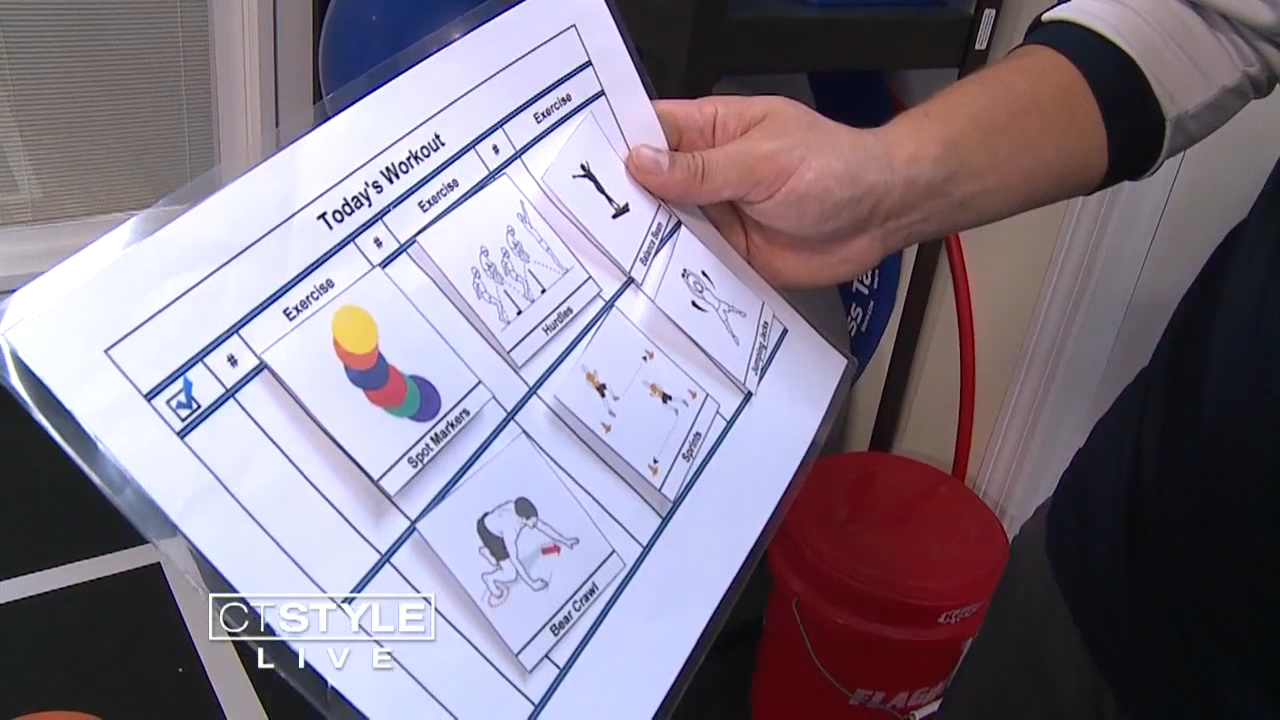 Today's Workout
# Exercise # Exercise # Exercise
Spot Markers
Hurdles
Balance Beam
Bear Crawl
Sprints
Jumping Jacks
CTSTYLE
LIVE